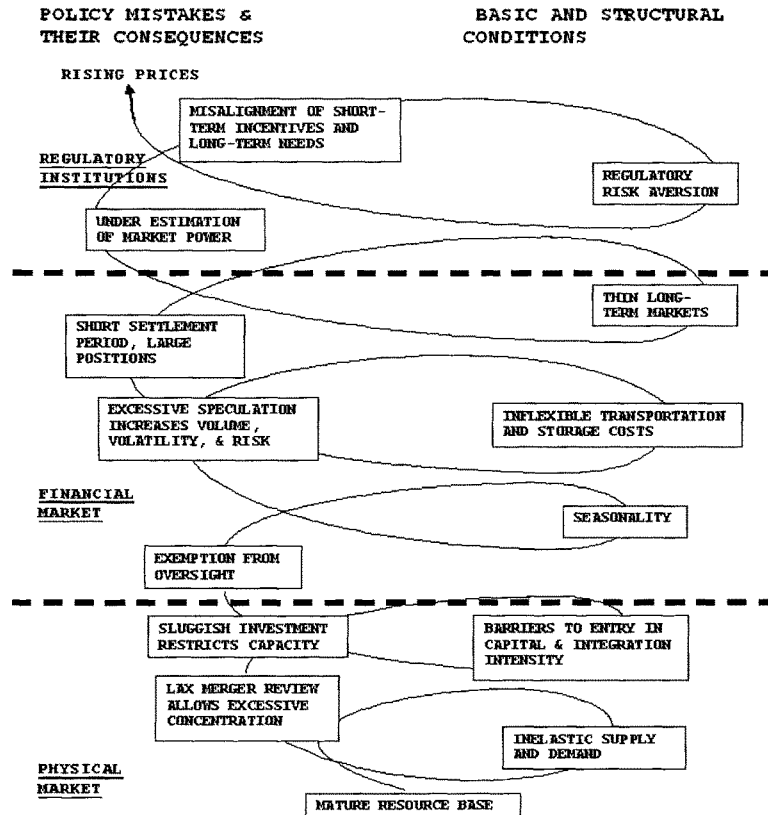 POLICY MISTAKES &
THEIR CONSEQUENCES
BASIC AND STRUCTURAL
CONDITIONS
RISING PRICES
MISALIGNMENT OF SHORT-
TERM INCENTIVES AND
LONG-TERM NEEDS
REGULATORY
INSTITUTIONS
REGULATORY
RISK AVERSION
UNDER ESTIMATION
OF MARKET POWER
THIN LONG-
TERM MARKETS
SHORT SETTLEMENT
PERIOD, LARGE
POSITIONS
EXCESSIVE SPECULATION
INCREASES VOLUME,
VOLATILITY, & RISK
INFLEXIBLE TRANSPORTATION
AND STORAGE COSTS
FINANCIAL
MARKET
SEASONALITY
EXEMPTION FROM
OVERSIGHT
SLUGGISH INVESTMENT
RESTRICTS CAPACITY
BARRIERS TO ENTRY IN
CAPITAL & INTEGRATION
INTENSITY
LAX MERGER REVIEW
ALLOWS EXCESSIVE
CONCENTRATION
INELASTIC SUPPLY
AND DEMAND
PHYSICAL
MARKET
MATURE RESOURCE BASE